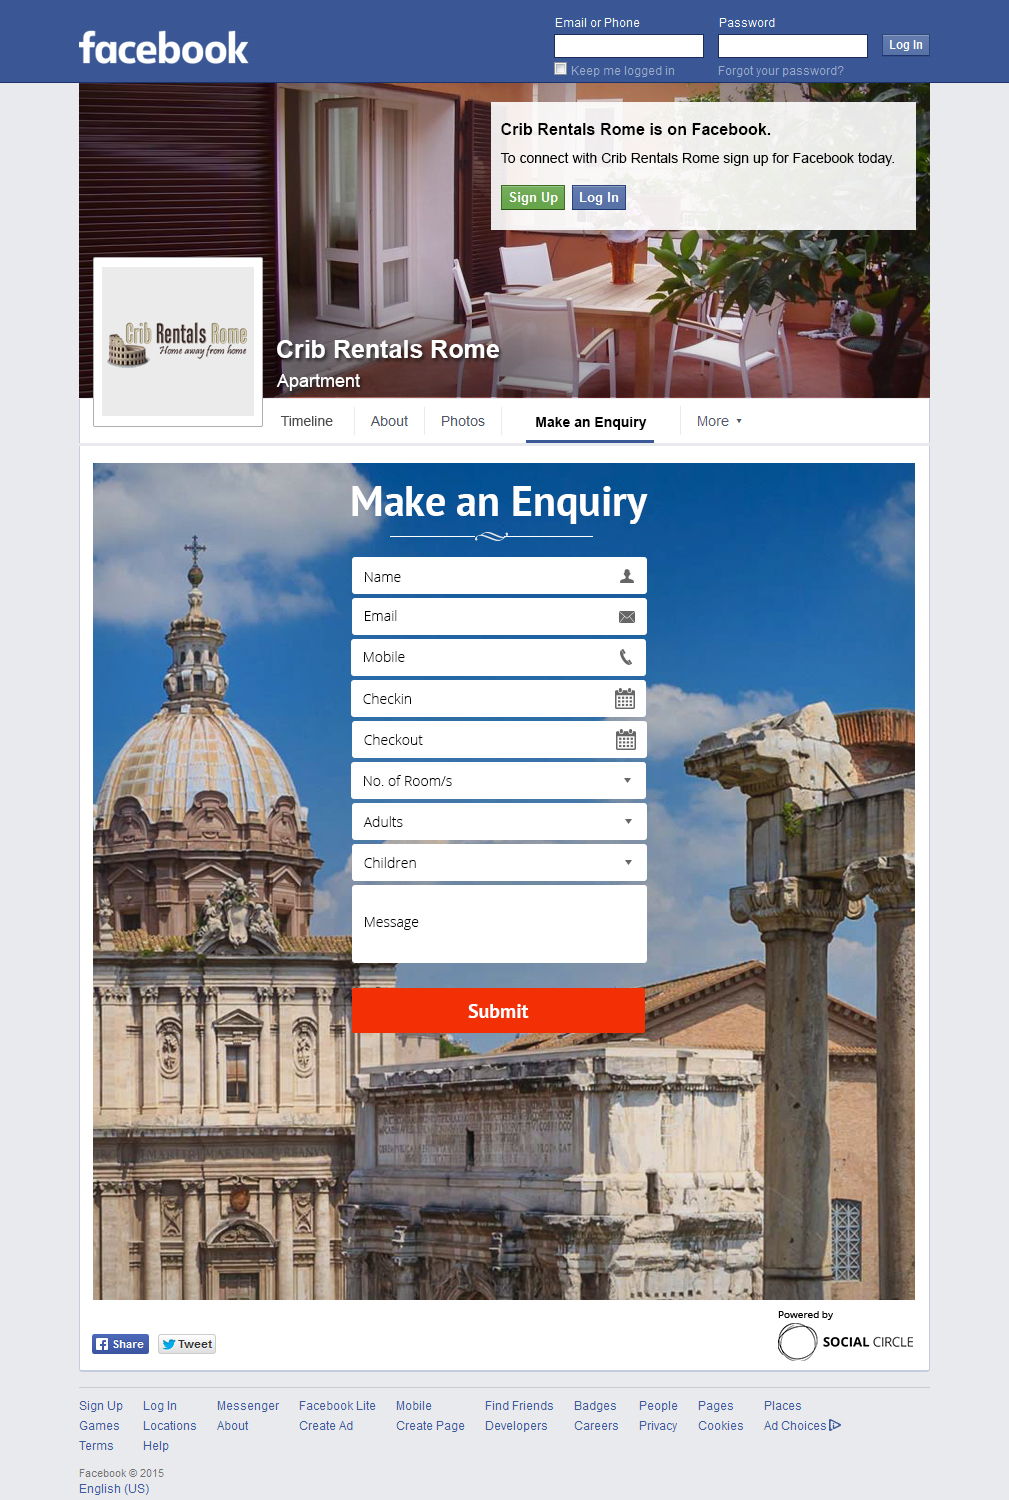 facebook
Email or Phone
Password
Log In
Keep me logged in
Forgot your password?
Crib Rentals Rome is on Facebook.
To connect with Crib Rentals Rome sign up for Facebook today.
Sign Up
Log In
Crib Rentals Rome
Home away from home
Crib Rentals Rome
Apartment
Timeline
About
Photos
Make an Enquiry
More
Make an Enquiry
Name
Email
Mobile
Checkin
Checkout
No. of Room/s
Adults
Children
Message
Submit
Powered by
SOCIAL CIRCLE
Share
Tweet
Sign Up Log In Messenger Facebook Lite Mobile Find Friends Badges People Pages Places
Games Locations About Create Ad Create Page Developers Careers Privacy Cookies Ad Choices
Terms Help
Facebook © 2015
English (US)